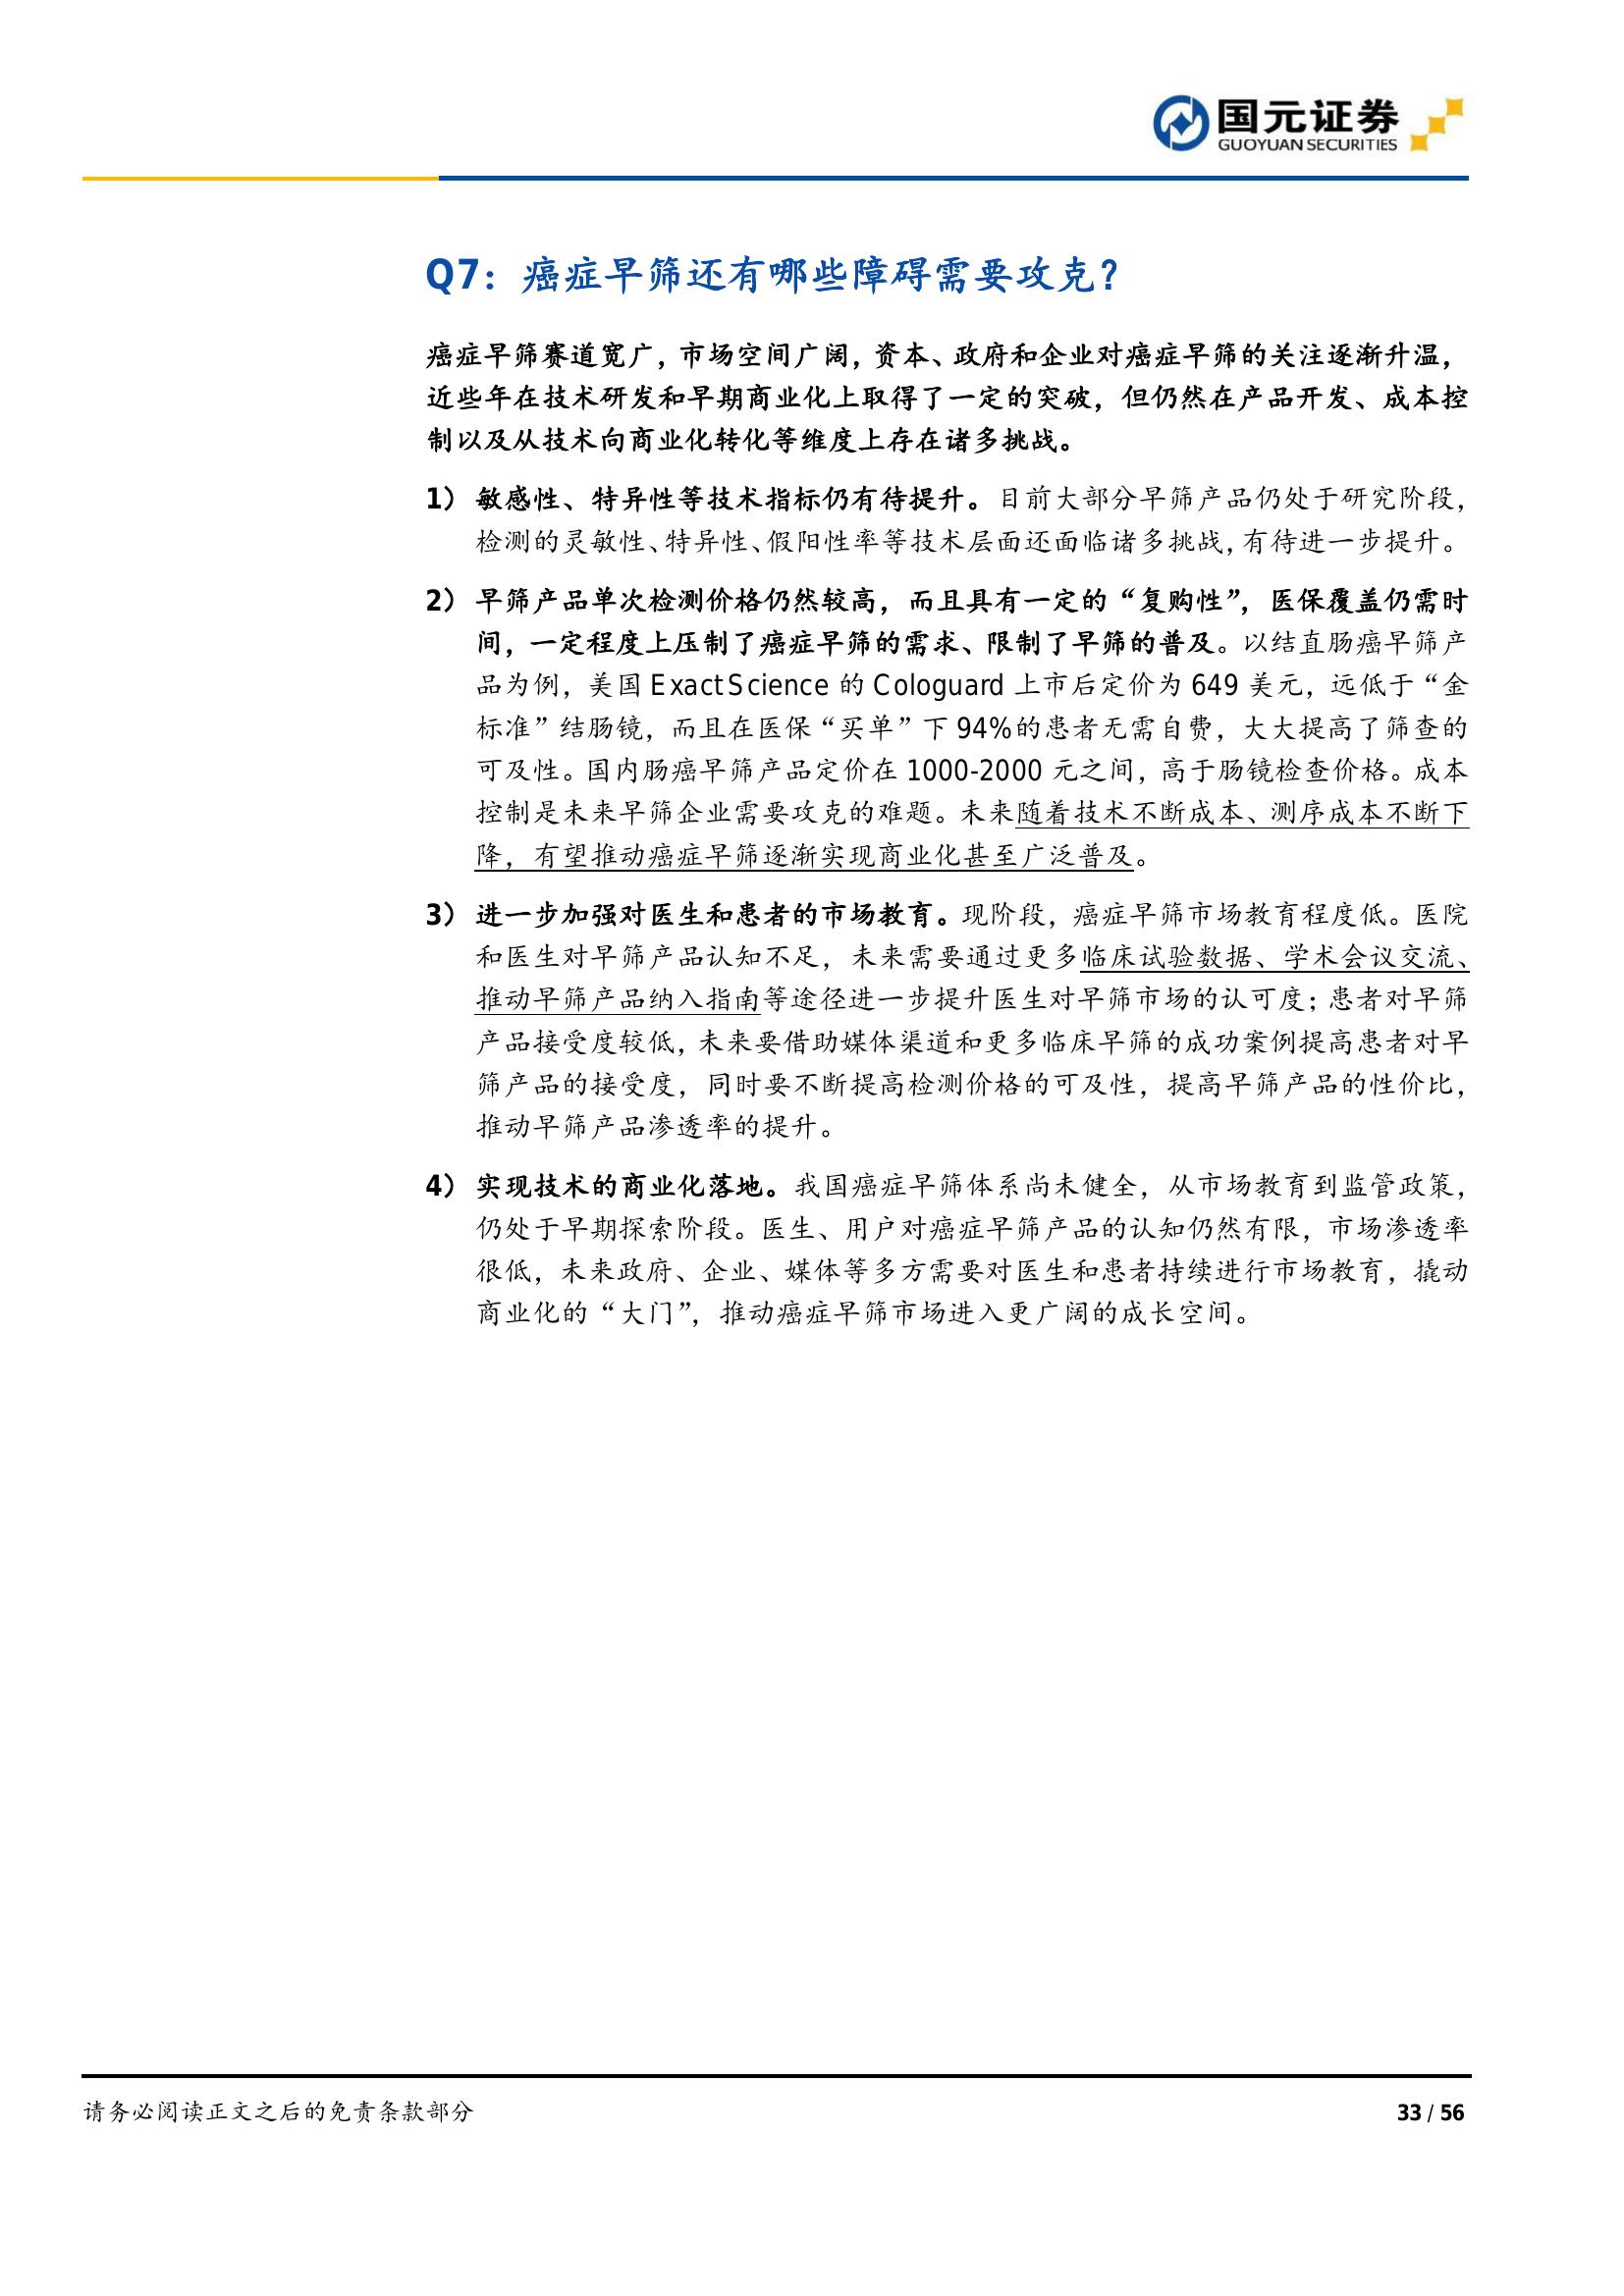 国元证券
GUOYUAN SECURITIES
Q7：癌症早筛还有哪些障碍需要攻克？
癌症早筛赛道宽广，市场空间广阔，资本、政府和企业对癌症早筛的关注逐渐升温，
近些年在技术研发和早期商业化上取得了一定的突破，但仍然在产品开发、成本控
制以及从技术向商业化转化等维度上存在诸多挑战。
1） 敏感性、特异性等技术指标仍有待提升。目前大部分早筛产品仍处于研究阶段，
检测的灵敏性、特异性、假阳性率等技术层面还面临诸多挑战，有待进一步提升。
2） 早筛产品单次检测价格仍然较高，而且具有一定的“复购性”，医保覆盖仍需时
间，一定程度上压制了癌症早筛的需求、限制了早筛的普及。以结直肠癌早筛产
品为例，美国 ExactScience 的 Cologuard 上市后定价为 649 美元，远低于“金
标准”结肠镜，而且在医保“买单”下 94%的患者无需自费，大大提高了筛查的
可及性。国内肠癌早筛产品定价在 1000-2000 元之间，高于肠镜检查价格。成本
控制是未来早筛企业需要攻克的难题。未来随着技术不断成本、测序成本不断下
降，有望推动癌症早筛逐渐实现商业化甚至广泛普及。
3） 进一步加强对医生和患者的市场教育。现阶段，癌症早筛市场教育程度低。医院
和医生对早筛产品认知不足，未来需要通过更多临床试验数据、学术会议交流、
推动早筛产品纳入指南等途径进一步提升医生对早筛市场的认可度；患者对早筛
产品接受度较低，未来要借助媒体渠道和更多临床早筛的成功案例提高患者对早
筛产品的接受度，同时要不断提高检测价格的可及性，提高早筛产品的性价比，
推动早筛产品渗透率的提升。
4） 实现技术的商业化落地。我国癌症早筛体系尚未健全，从市场教育到监管政策，
仍处于早期探索阶段。医生、用户对癌症早筛产品的认知仍然有限，市场渗透率
很低，未来政府、企业、媒体等多方需要对医生和患者持续进行市场教育，撬动
商业化的“大门”，推动癌症早筛市场进入更广阔的成长空间。
请务必阅读正文之后的免责条款部分
33 / 56